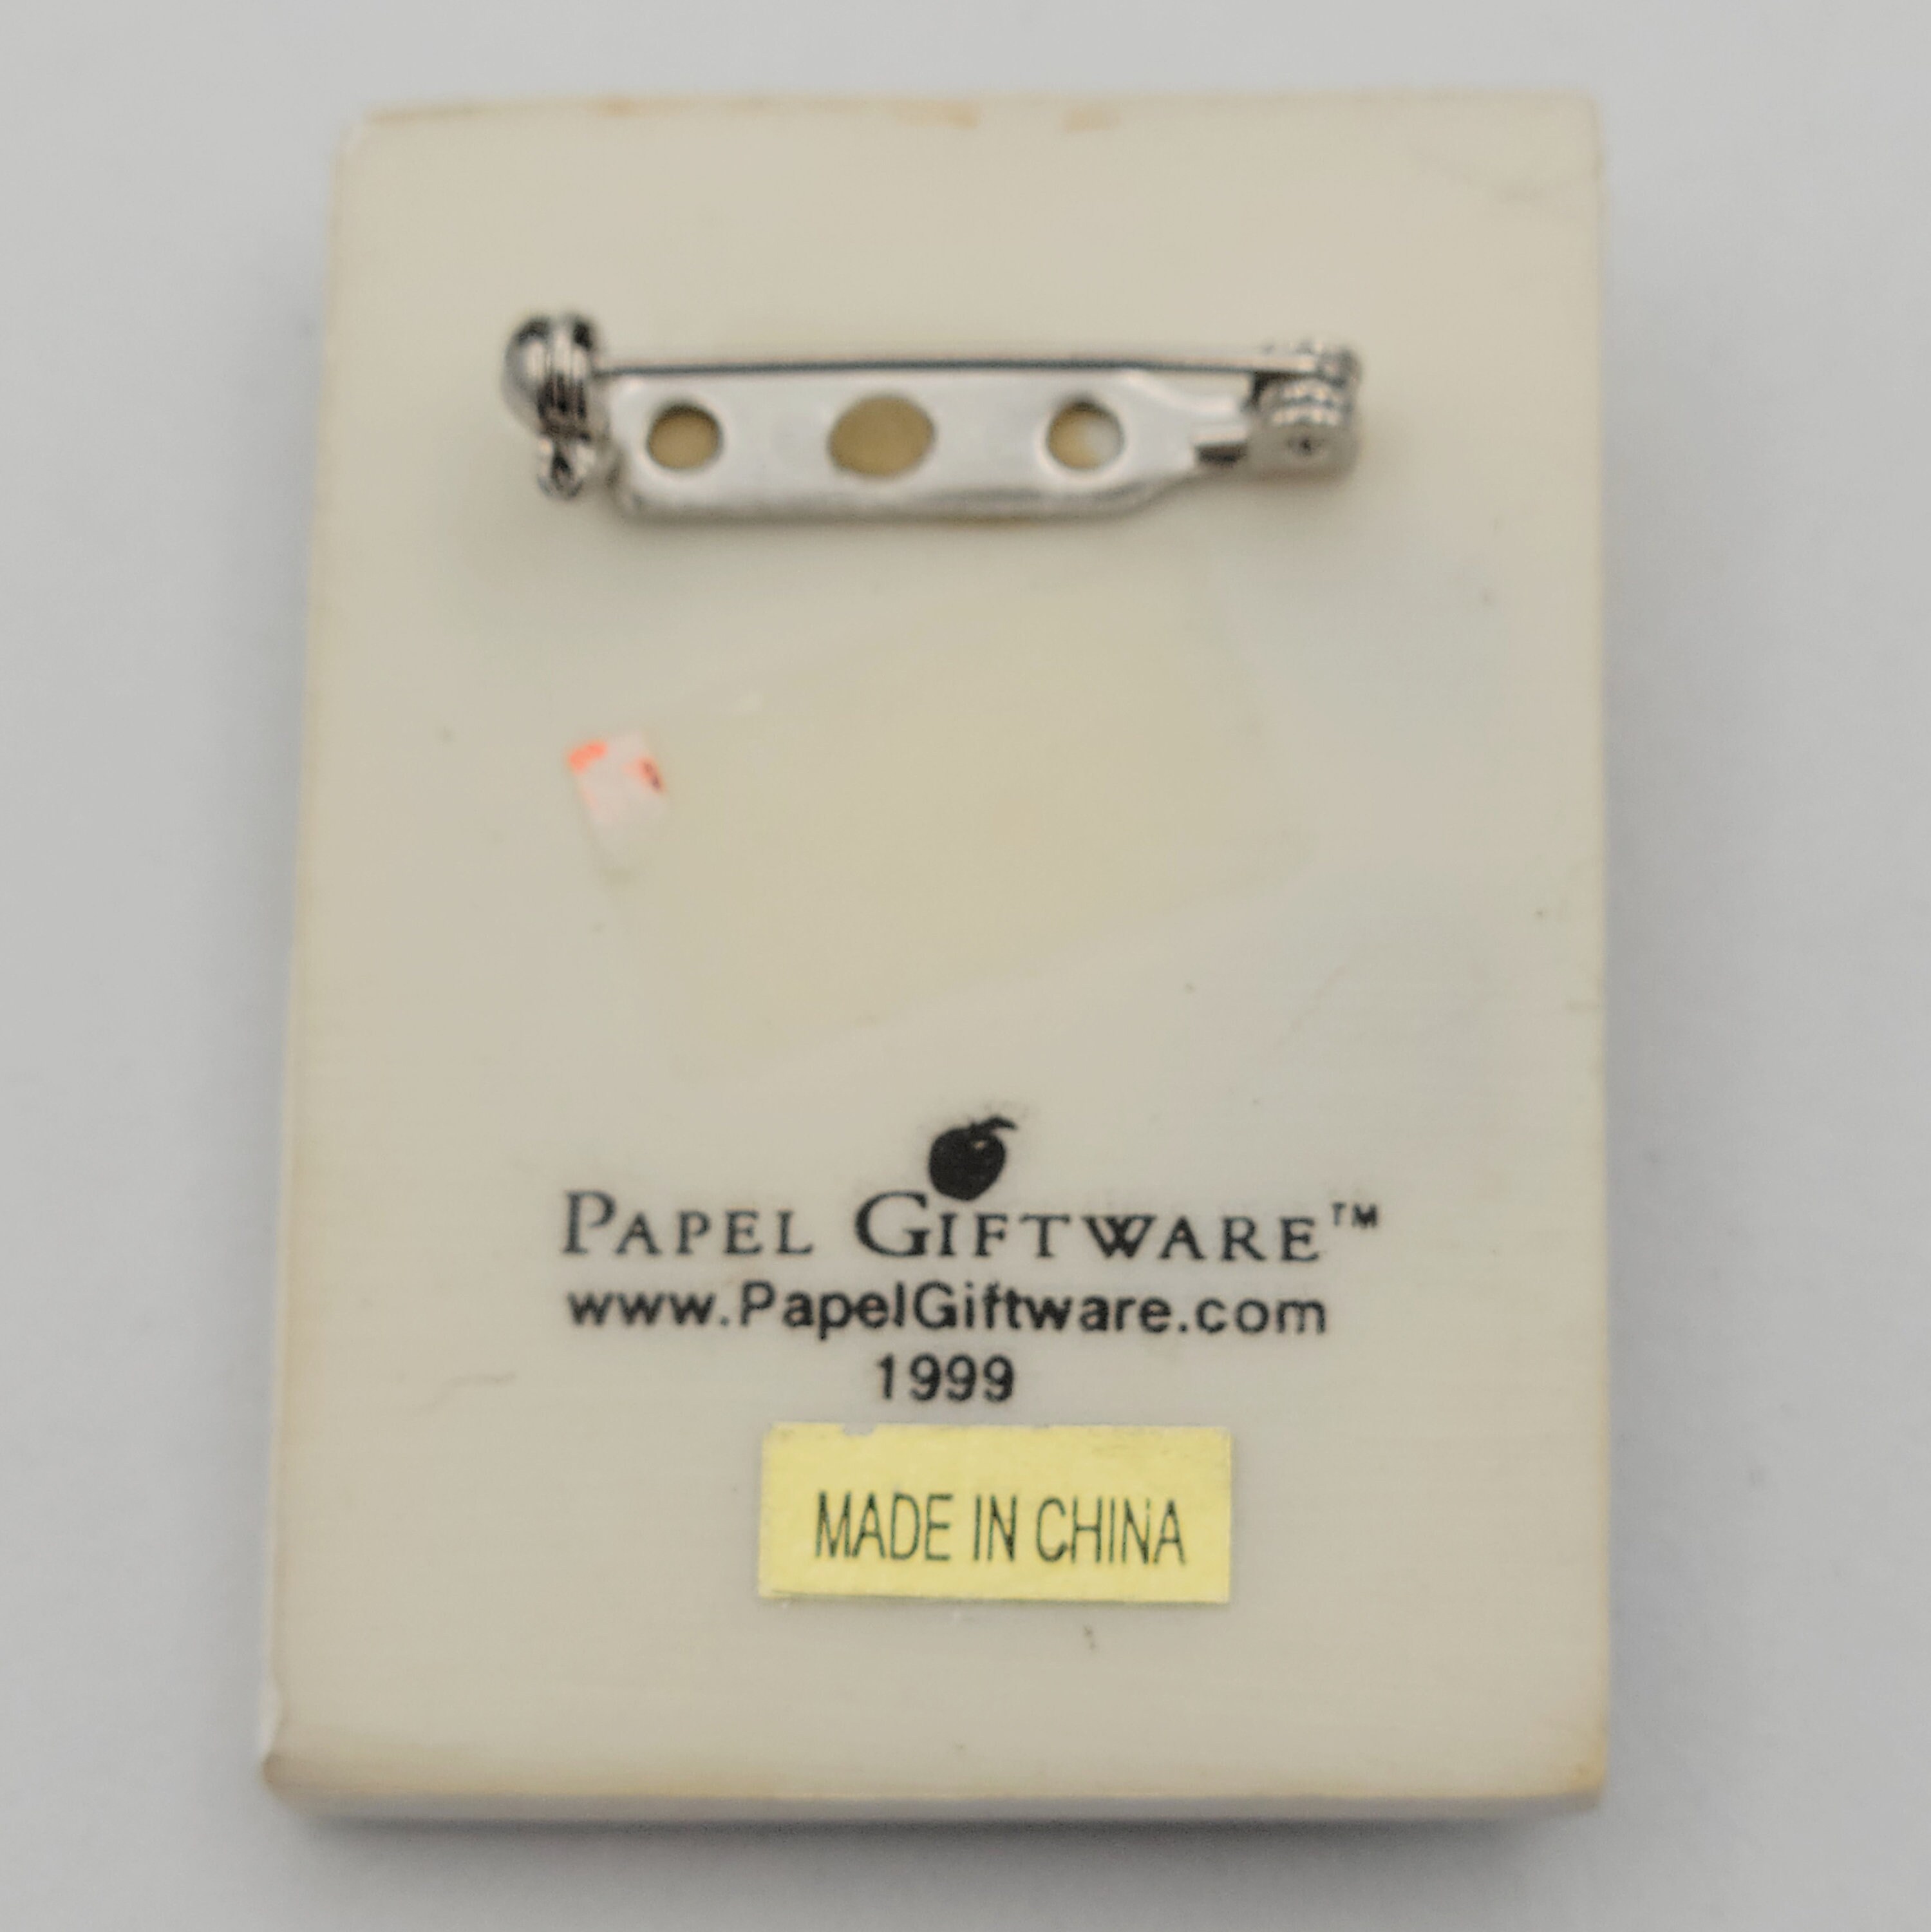 PAPEL GIFTWARE™
www.PapelGiftware.com
1999
MADE IN CHINA